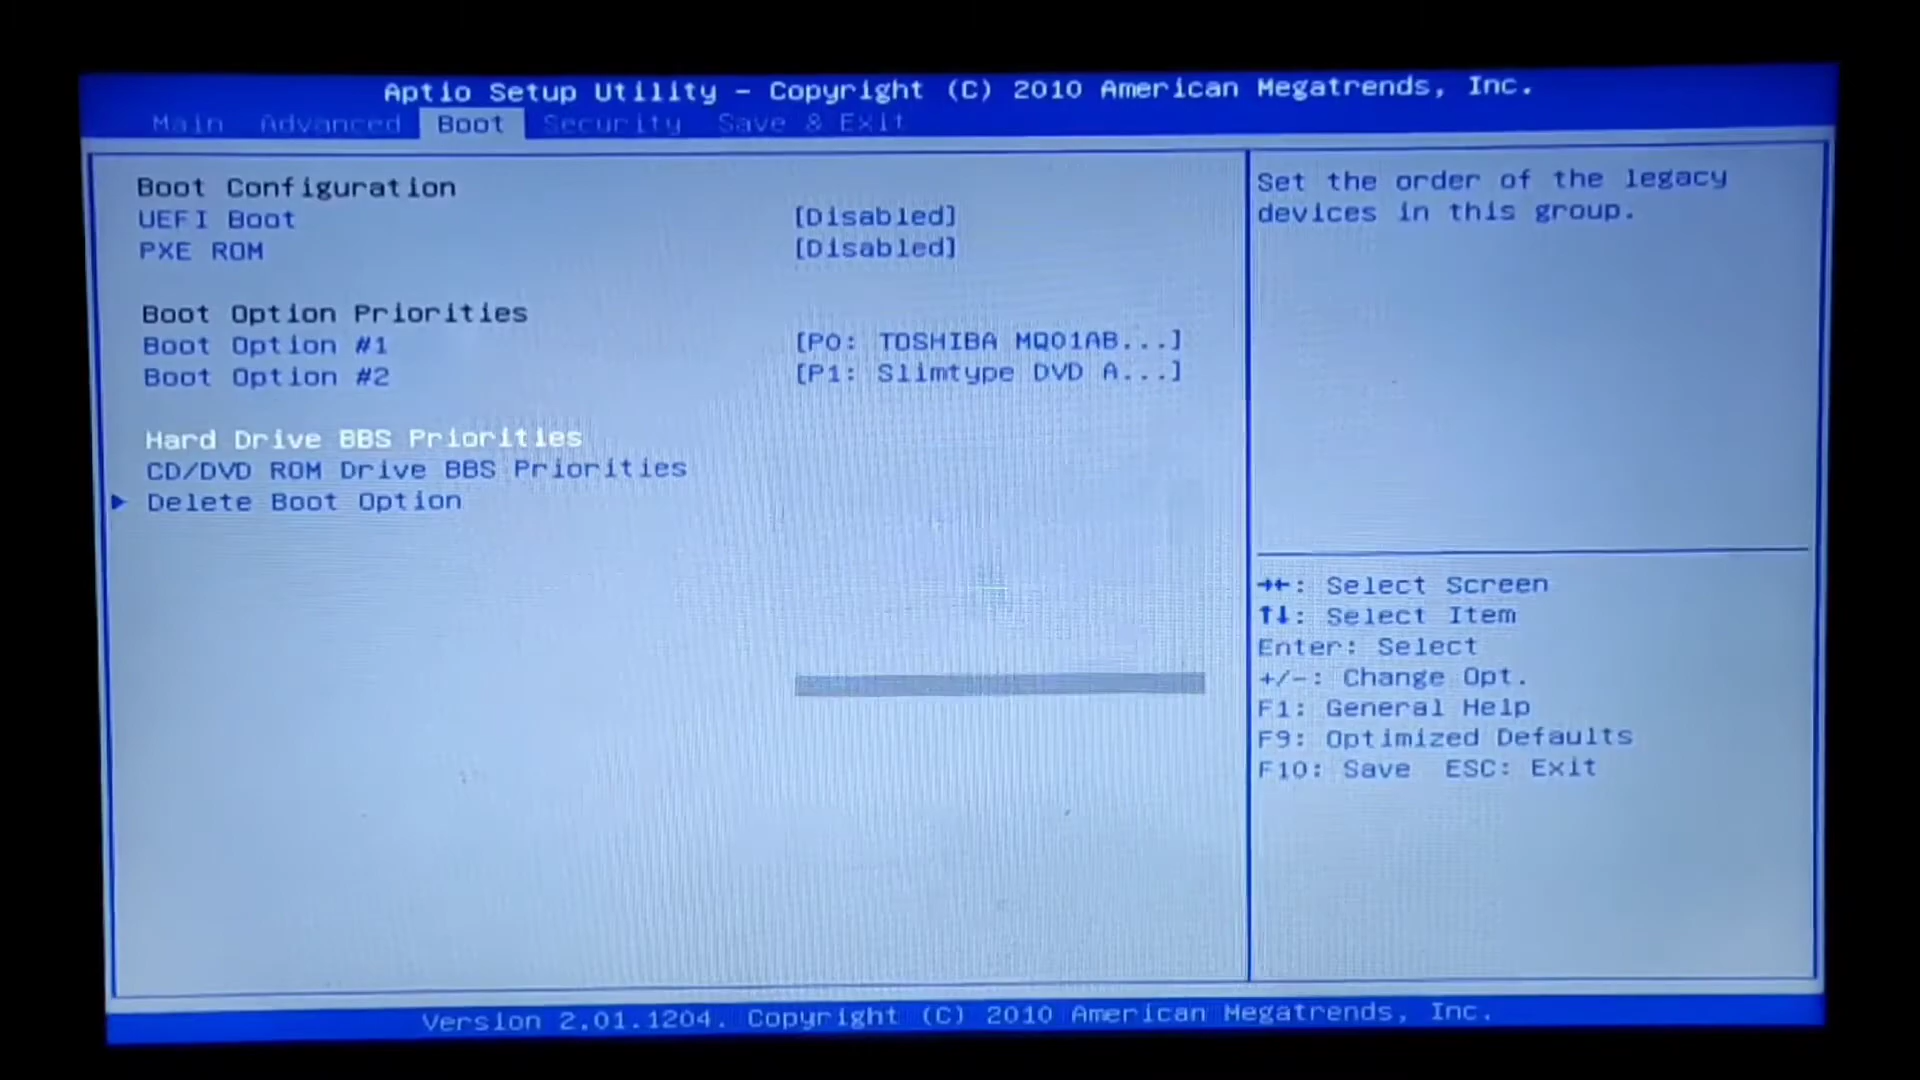 Aptio Setup Utility – Copyright (C) 2010 American Megatrends, Inc.
Main Advanced Boot Security Save & Exit
Boot Configuration
UEFI Boot [Disabled]
PXE ROM [Disabled]
Boot Option Priorities
Boot Option #1 [P0: TOSHIBA MQ01AB...]
Boot Option #2 [P1: Slimtype DVD A...]
Hard Drive BBS Priorities
CD/DVD ROM Drive BBS Priorities
▶ Delete Boot Option
Set the order of the legacy
devices in this group.
→←: Select Screen
↑↓: Select Item
Enter: Select
+/-: Change Opt.
F1: General Help
F9: Optimized Defaults
F10: Save ESC: Exit
Version 2.01.1204. Copyright (C) 2010 American Megatrends, Inc.